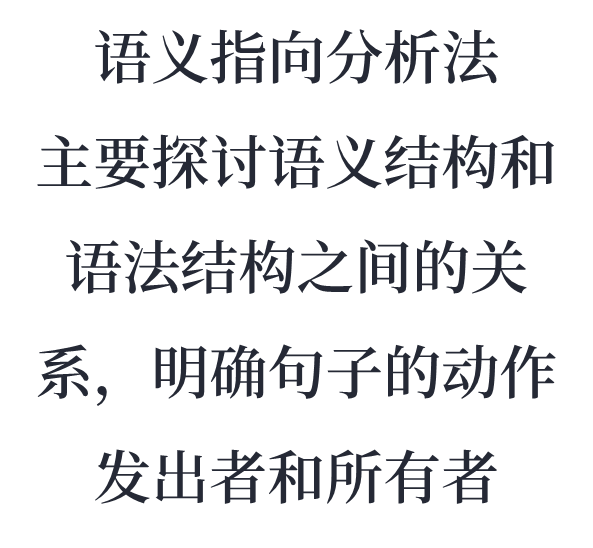 语义指向分析法
主要探讨语义结构和
语法结构之间的关
系，明确句子的动作
发出者和所有者